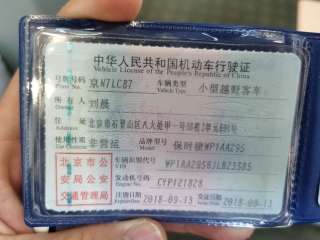 中华人民共和国机动车行驶证
Vehicle License of the People's Republic of China
号牌号码 京N7LC87 车辆类型 小型越野客车
Plate No. Vehicle Type
所有人 刘晨
Owner
住址 北京市石景山区八大处甲一号
Address
使用性质 非营运 品牌型号 保时捷WP1AA295
Use Character Model
北京市公
安局公安
交通管理局
车辆识别代号
VIN
发动机号码 CYP121828
Engine No.
注册日期 2018-09-13 发证日期 2018-09-13